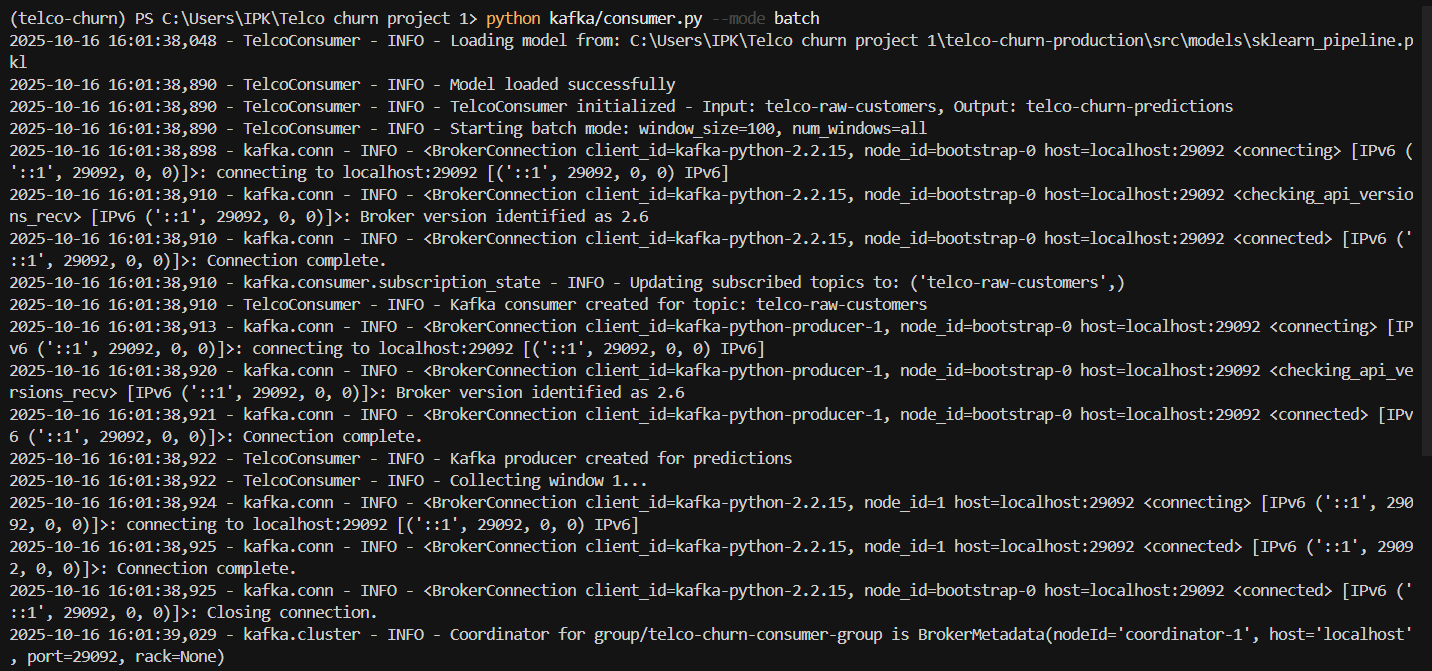 (telco-churn) PS C:\Users\IPK\Telco churn project 1> python kafka/consumer.py --mode batch
2025-10-16 16:01:38,048 - TelcoConsumer - INFO - Loading model from: C:\Users\IPK\Telco churn project 1\telco-churn-production\src\models\sklearn_pipeline.p
kl
2025-10-16 16:01:38,890 - TelcoConsumer - INFO - Model loaded successfully
2025-10-16 16:01:38,890 - TelcoConsumer - INFO - TelcoConsumer initialized - Input: telco-raw-customers, Output: telco-churn-predictions
2025-10-16 16:01:38,890 - TelcoConsumer - INFO - Starting batch mode: window_size=100, num_windows=all
2025-10-16 16:01:38,898 - kafka.conn - INFO - <BrokerConnection client_id=kafka-python-2.2.15, node_id=bootstrap-0 host=localhost:29092 <connecting> [IPv6 (
'::1', 29092, 0, 0)]>: connecting to localhost:29092 [('::1', 29092, 0, 0) IPv6]
2025-10-16 16:01:38,910 - kafka.conn - INFO - <BrokerConnection client_id=kafka-python-2.2.15, node_id=bootstrap-0 host=localhost:29092 <checking_api_versio
ns_recv> [IPv6 ('::1', 29092, 0, 0)]>: Broker version identified as 2.6
2025-10-16 16:01:38,910 - kafka.conn - INFO - <BrokerConnection client_id=kafka-python-2.2.15, node_id=bootstrap-0 host=localhost:29092 <connected> [IPv6 ('
::1', 29092, 0, 0)]>: Connection complete.
2025-10-16 16:01:38,910 - kafka.consumer.subscription_state - INFO - Updating subscribed topics to: ('telco-raw-customers',)
2025-10-16 16:01:38,910 - TelcoConsumer - INFO - Kafka consumer created for topic: telco-raw-customers
2025-10-16 16:01:38,913 - kafka.conn - INFO - <BrokerConnection client_id=kafka-python-producer-1, node_id=bootstrap-0 host=localhost:29092 <connecting> [IP
v6 ('::1', 29092, 0, 0)]>: connecting to localhost:29092 [('::1', 29092, 0, 0) IPv6]
2025-10-16 16:01:38,920 - kafka.conn - INFO - <BrokerConnection client_id=kafka-python-producer-1, node_id=bootstrap-0 host=localhost:29092 <checking_api_ve
rsions_recv> [IPv6 ('::1', 29092, 0, 0)]>: Broker version identified as 2.6
2025-10-16 16:01:38,921 - kafka.conn - INFO - <BrokerConnection client_id=kafka-python-producer-1, node_id=bootstrap-0 host=localhost:29092 <connected> [IPv
6 ('::1', 29092, 0, 0)]>: Connection complete.
2025-10-16 16:01:38,922 - TelcoConsumer - INFO - Kafka producer created for predictions
2025-10-16 16:01:38,922 - TelcoConsumer - INFO - Collecting window 1...
2025-10-16 16:01:38,924 - kafka.conn - INFO - <BrokerConnection client_id=kafka-python-2.2.15, node_id=1 host=localhost:29092 <connecting> [IPv6 ('::1', 290
92, 0, 0)]>: connecting to localhost:29092 [('::1', 29092, 0, 0) IPv6]
2025-10-16 16:01:38,925 - kafka.conn - INFO - <BrokerConnection client_id=kafka-python-2.2.15, node_id=1 host=localhost:29092 <connected> [IPv6 ('::1', 2909
2, 0, 0)]>: Connection complete.
2025-10-16 16:01:38,925 - kafka.conn - INFO - <BrokerConnection client_id=kafka-python-2.2.15, node_id=bootstrap-0 host=localhost:29092 <connected> [IPv6 ('
::1', 29092, 0, 0)]>: Closing connection.
2025-10-16 16:01:39,029 - kafka.cluster - INFO - Coordinator for group/telco-churn-consumer-group is BrokerMetadata(nodeId='coordinator-1', host='localhost'
, port=29092, rack=None)